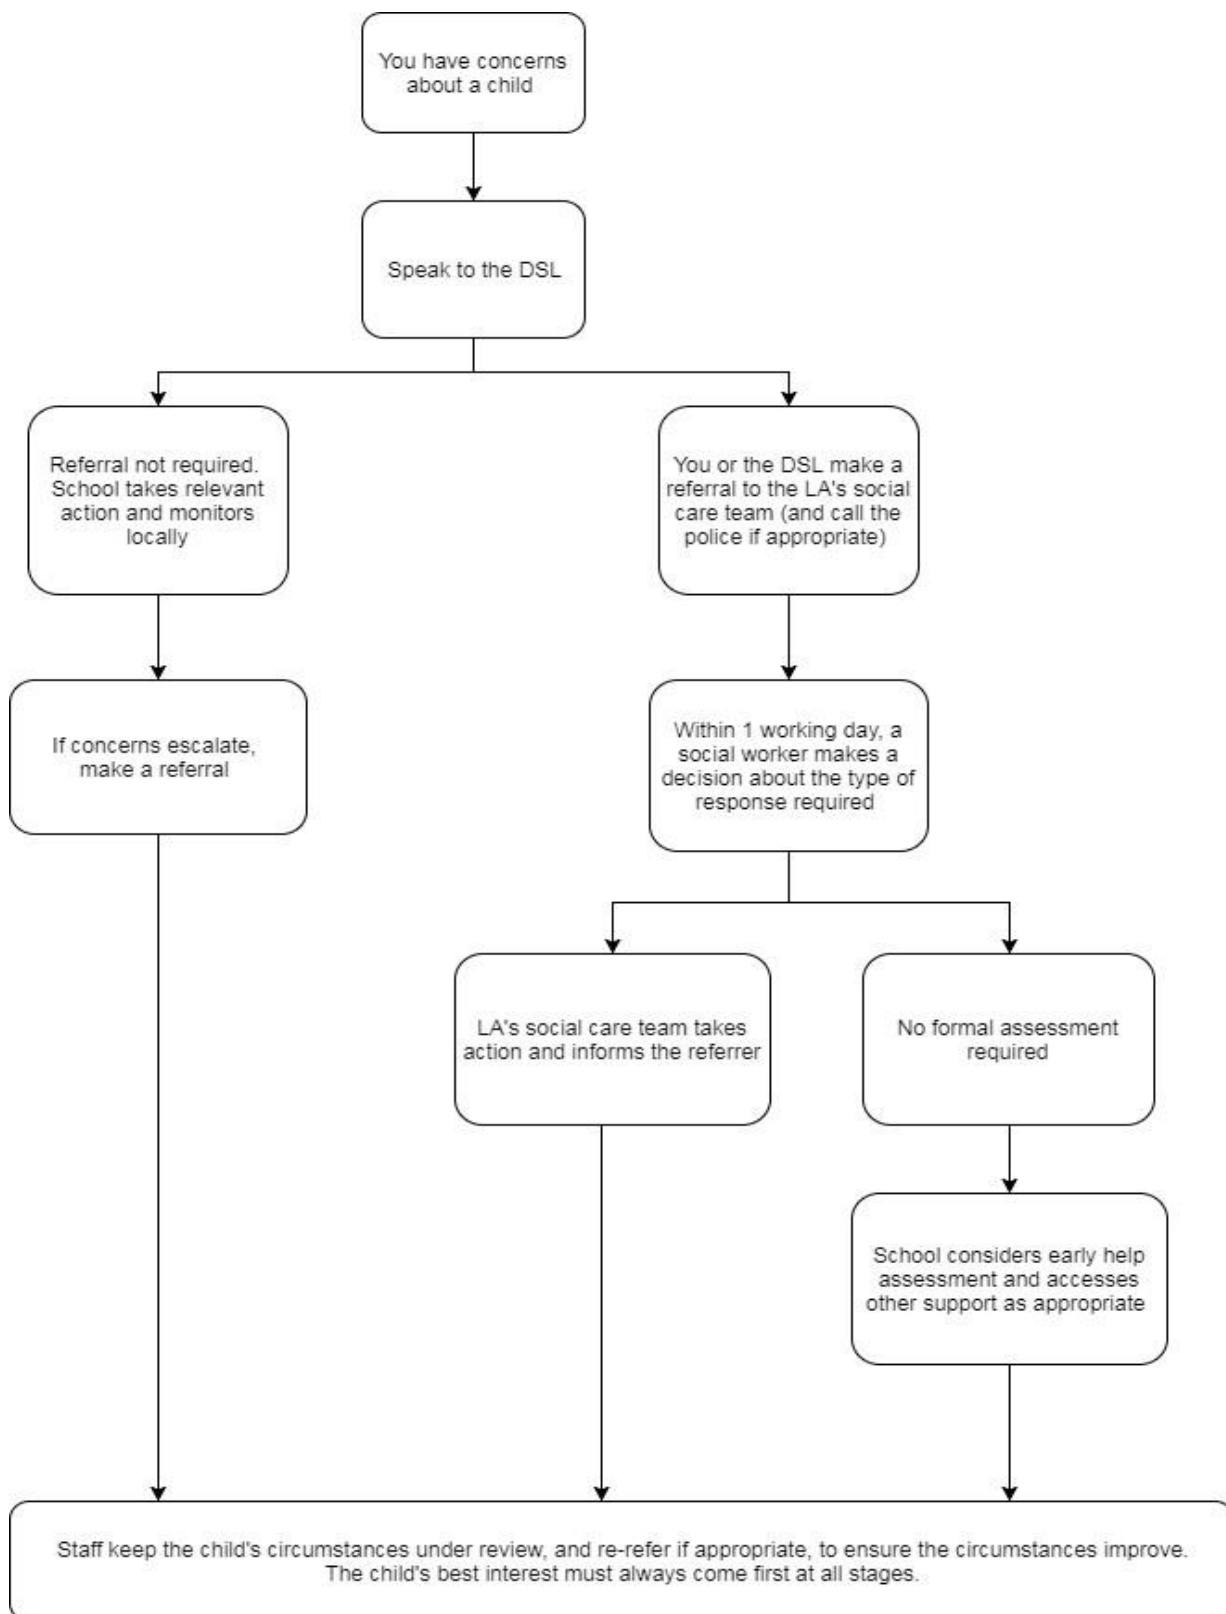 You have concerns
about a child
Speak to the DSL
Referral not required.
School takes relevant
action and monitors
locally
You or the DSL make a
referral to the LA's social
care team (and call the
police if appropriate)
If concerns escalate,
make a referral
Within 1 working day, a
social worker makes a
decision about the type of
response required
LA's social care team takes
action and informs the referrer
No formal assessment
required
School considers early help
assessment and accesses
other support as appropriate
Staff keep the child's circumstances under review, and re-refer if appropriate, to ensure the circumstances improve.
The child's best interest must always come first at all stages.